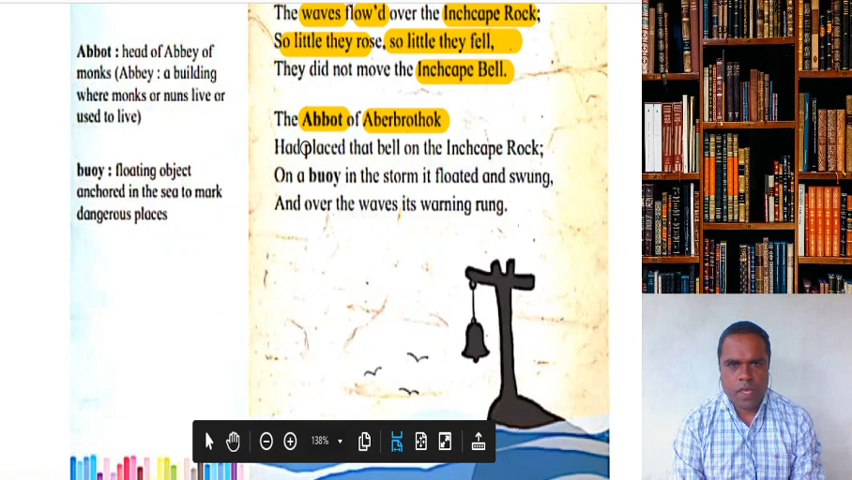 Abbot : head of Abbey of
monks (Abbey : a building
where monks or nuns live or
used to live)
buoy : floating object
anchored in the sea to mark
dangerous places
The waves flow'd over the Inchcape Rock;
So little they rose, so little they fell,
They did not move the Inchcape Bell.
The Abbot of Aberbrothok
Had placed that bell on the Inchcape Rock;
On a buoy in the storm it floated and swung,
And over the waves its warning rung.
138%